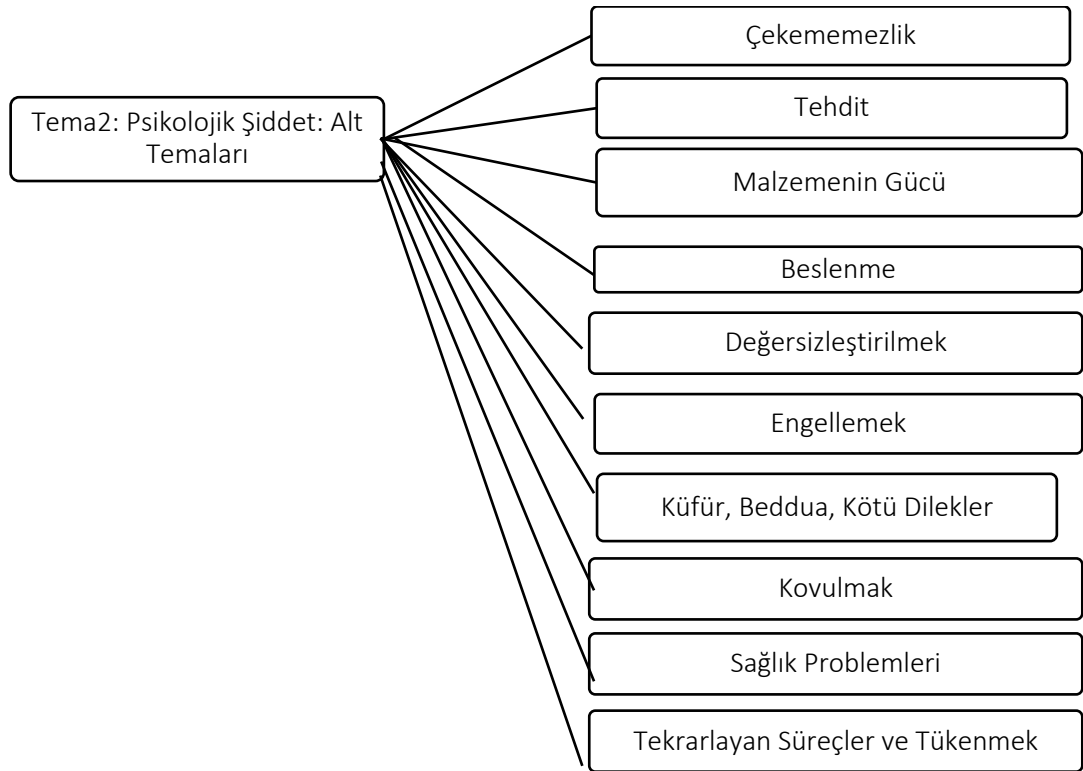 Çekememezlik
Tema2: Psikolojik Şiddet: Alt
Temaları
Tehdit
Malzemenin Gücü
Beslenme
Değersizleştirilmek
Engellemek
Küfür, Beddua, Kötü Dilekler
Kovulmak
Sağlık Problemleri
Tekrarlayan Süreçler ve Tükenmek